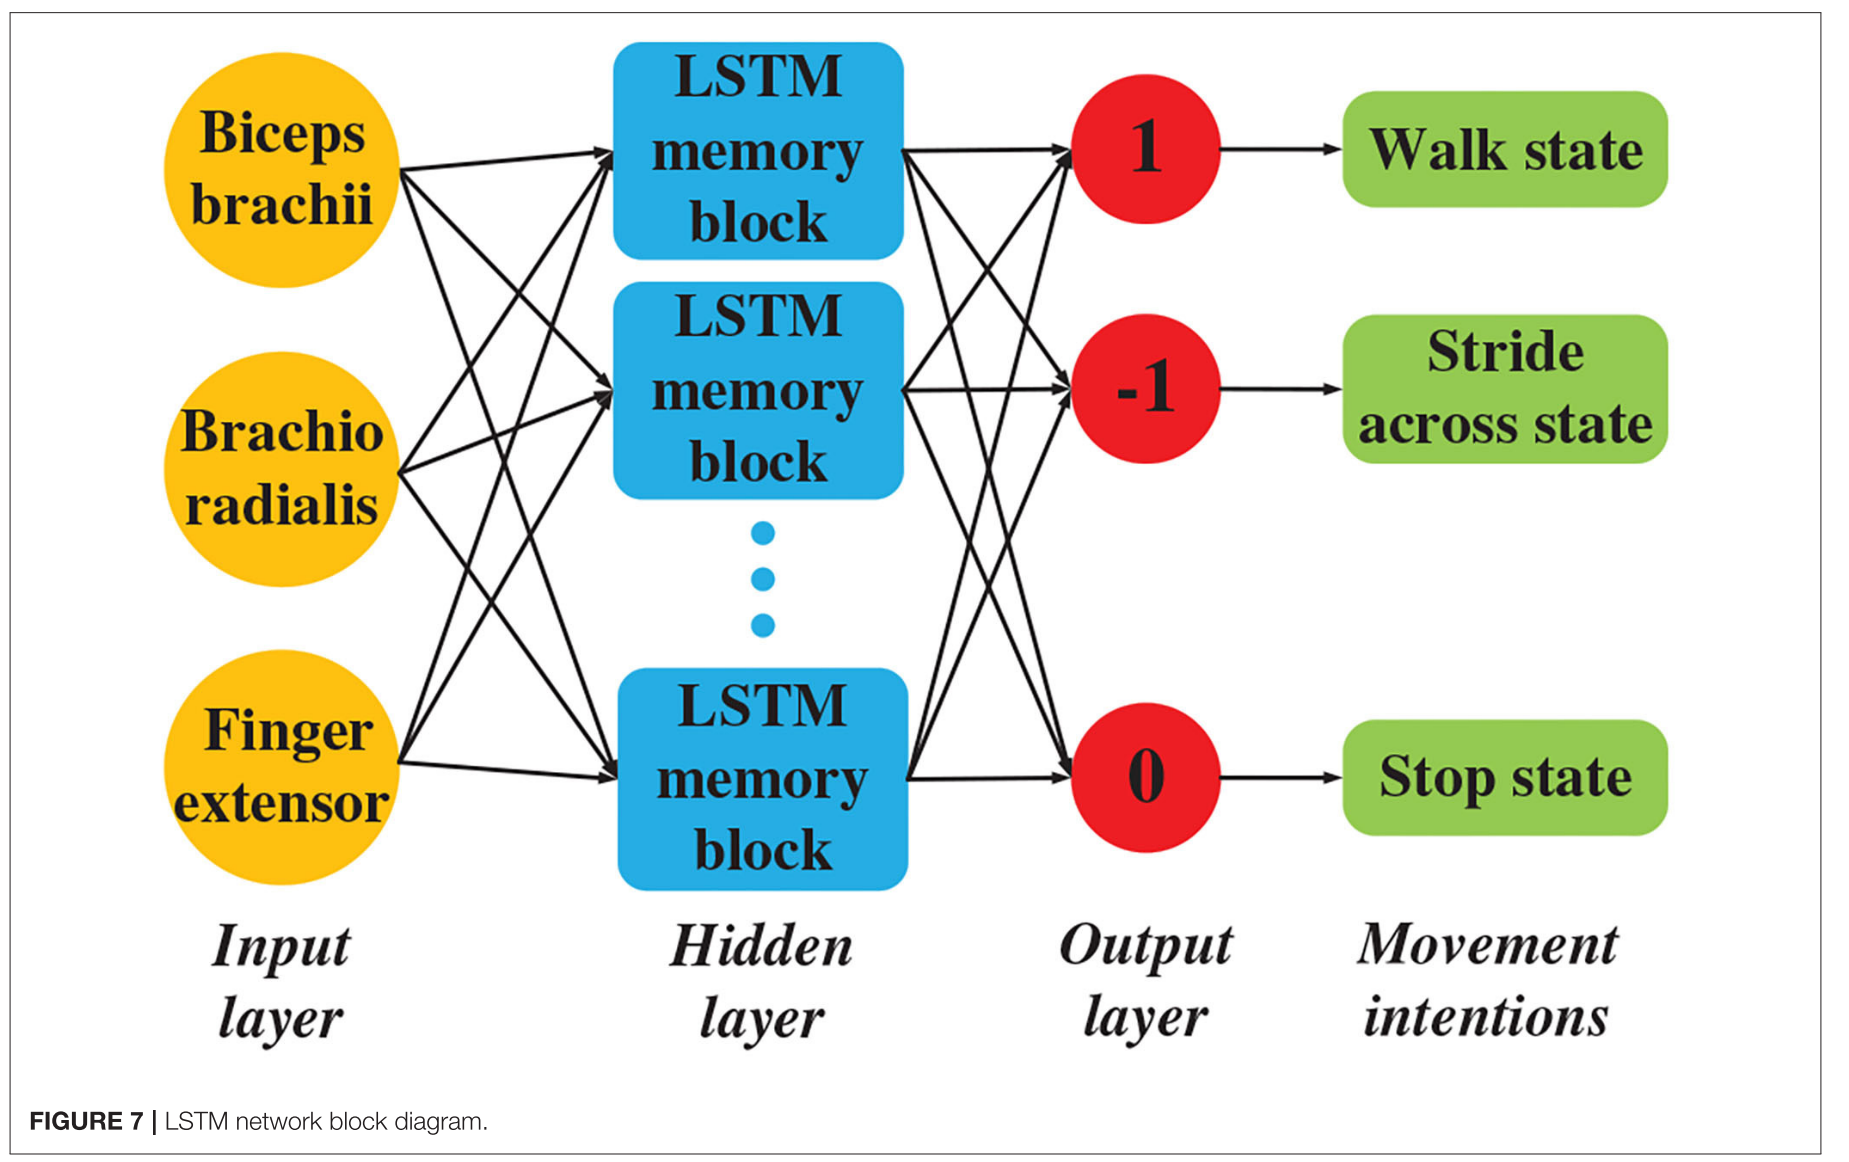 Biceps
brachii
Brachio
radialis
Finger
extensor
LSTM
memory
block
LSTM
memory
block
LSTM
memory
block
1
-1
0
Walk state
Stride
across state
Stop state
Input
layer
Hidden
layer
Output
layer
Movement
intentions
FIGURE 7 | LSTM network block diagram.